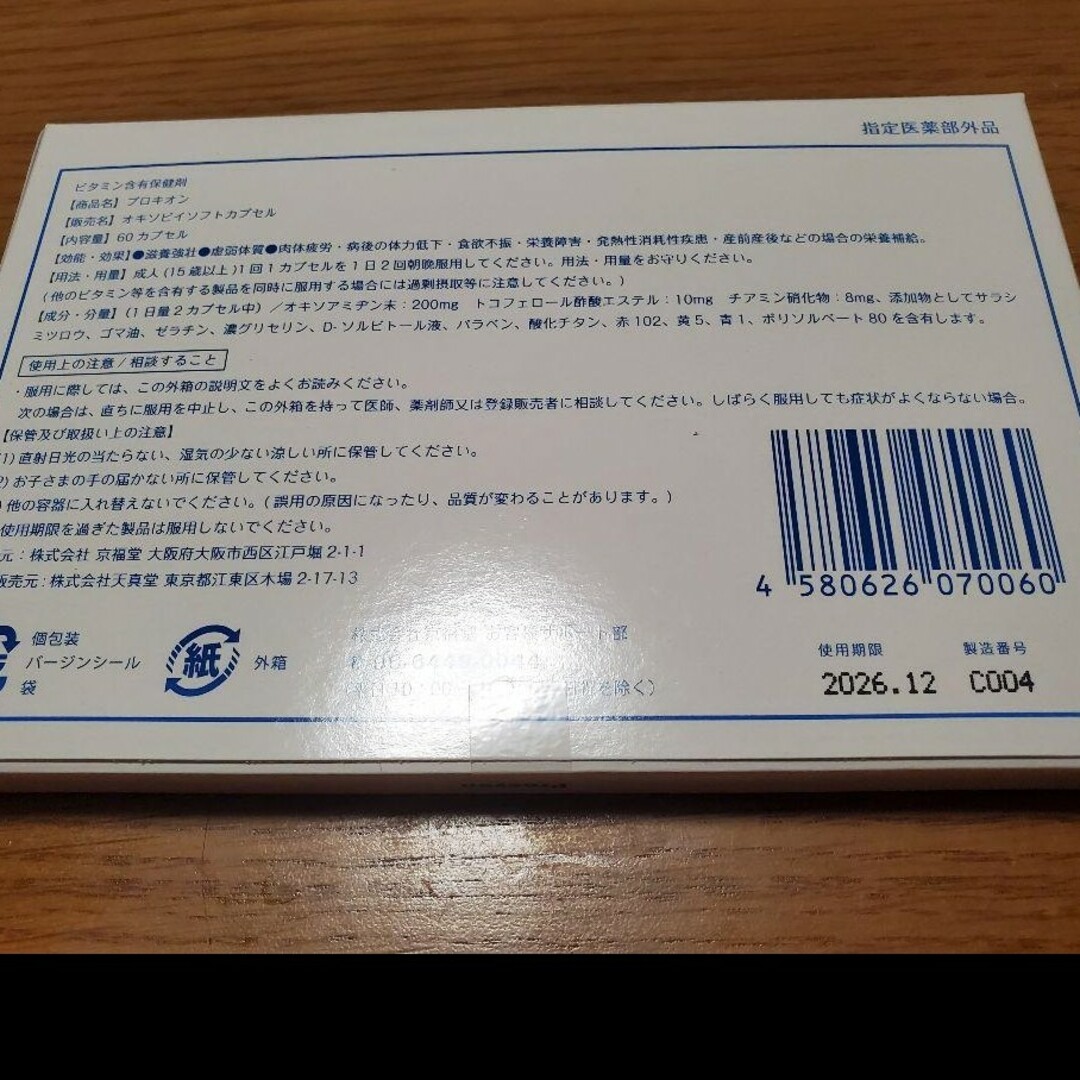 指定医薬部外品
ビタミン含有保健剤
【商品名】プロキオン
【販売名】オキソビイソフトカプセル
【内容量】60カプセル
【効能・効果】●滋養強壮●虚弱体質●肉体疲労・病後の体力低下・食欲不振・栄養障害・発熱性消耗性疾患・産前産後などの場合の栄養補給。
【用法・用量】成人(15歳以上)1回1カプセルを1日2回朝晩服用してください。用法・用量をお守りください。
(他のビタミン等を含有する製品を同時に服用する場合には過剰摂取等に注意してください。)
【成分・分量】(1日量2カプセル中)/オキソアミヂン末：200mg トコフェロール酢酸エステル：10mg チアミン硝化物：8mg、添加物としてサラシ
ミツロウ、ゴマ油、ゼラチン、濃グリセリン、D-ソルビトール液、パラベン、酸化チタン、赤102、黄5、青1、ポリソルベート80を含有します。
使用上の注意/相談すること
・服用に際しては、この外箱の説明文をよくお読みください。
次の場合は、直ちに服用を中止し、この外箱を持って医師、薬剤師又は登録販売者に相談してください。しばらく服用しても症状がよくならない場合。
【保管及び取扱い上の注意】
1)直射日光の当たらない、湿気の少ない涼しい所に保管してください。
2)お子さまの手の届かない所に保管してください。
)他の容器に入れ替えないでください。(誤用の原因になったり、品質が変わることがあります。)
使用期限を過ぎた製品は服用しないでください。
元：株式会社 京福堂 大阪府大阪市西区江戸堀2-1-1
販売元：株式会社天真堂 東京都江東区木場2-17-13
4 580626 070060
個包装
バージンシール
袋
紙 外箱
株式会社京福堂 お客様サポート部
06-6449-0044
使用期限 製造番号
2026.12 C004